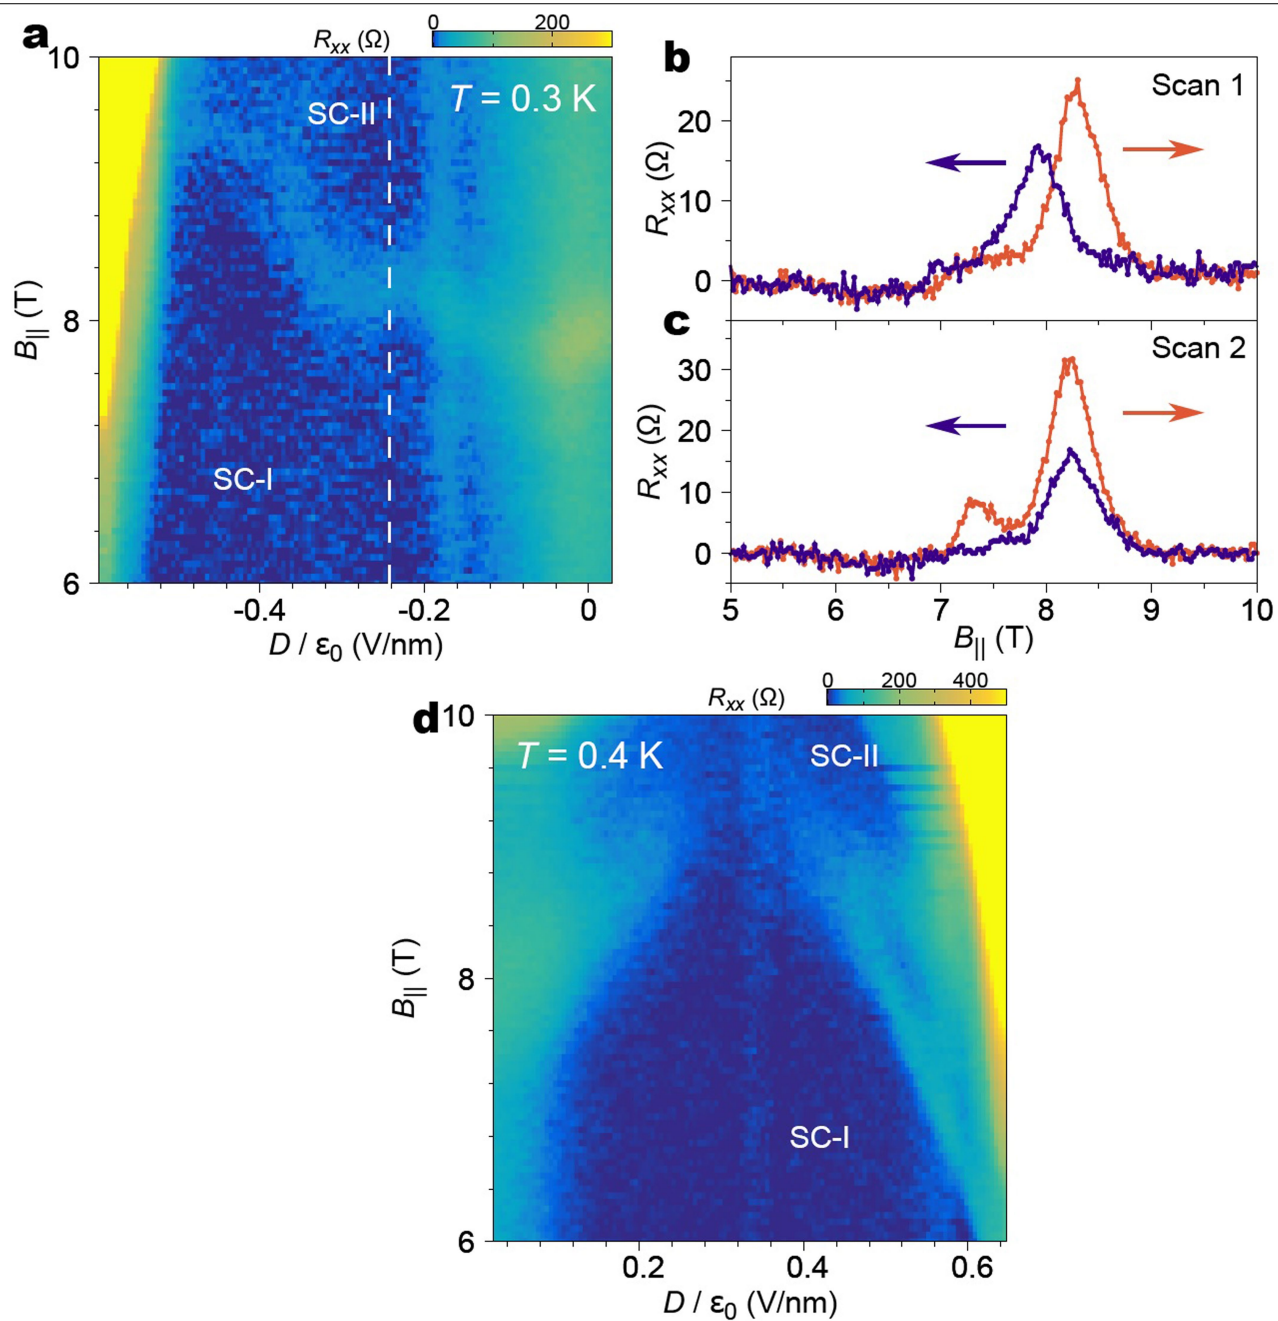 a
R_xx (Ω)
0 200
T = 0.3 K
SC-II
SC-I
10
8
6
B_|| (T)
-0.4 -0.2 0
D / ε_0 (V/nm)
b
Scan 1
20
10
0
R_xx (Ω)
c
Scan 2
30
20
10
0
R_xx (Ω)
5 6 7 8 9 10
B_|| (T)
d
R_xx (Ω)
0 200 400
T = 0.4 K
SC-II
SC-I
10
8
6
B_|| (T)
0.2 0.4 0.6
D / ε_0 (V/nm)